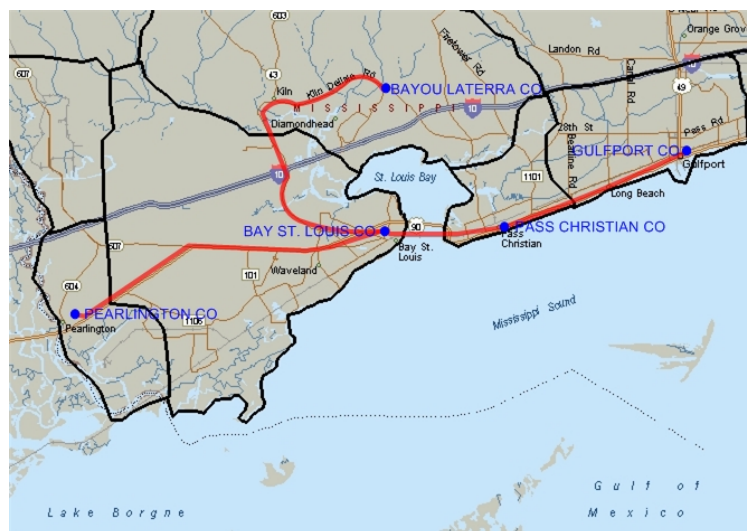 603
607
43
Kiln
Kiln Delisle Rd
BAYOU LATERRA CO
Firetower Rd
Landon Rd
Canal Rd
Orange Grov
10
49
MISSISSIPPI
10
Diamondhead
28th St
Pass Rd
GULFPORT CO
Gulfport
10
St. Louis Bay
1101
Beatline Rd
Long Beach
90
BAY ST. LOUIS CO
Bay St.
Louis
PASS CHRISTIAN CO
Pass
Christian
607
101
Waveland
604
PEARLINGTON CO
Pearlington
1105
Mississippi Sound
Lake Borgne
Gulf of
Mexico